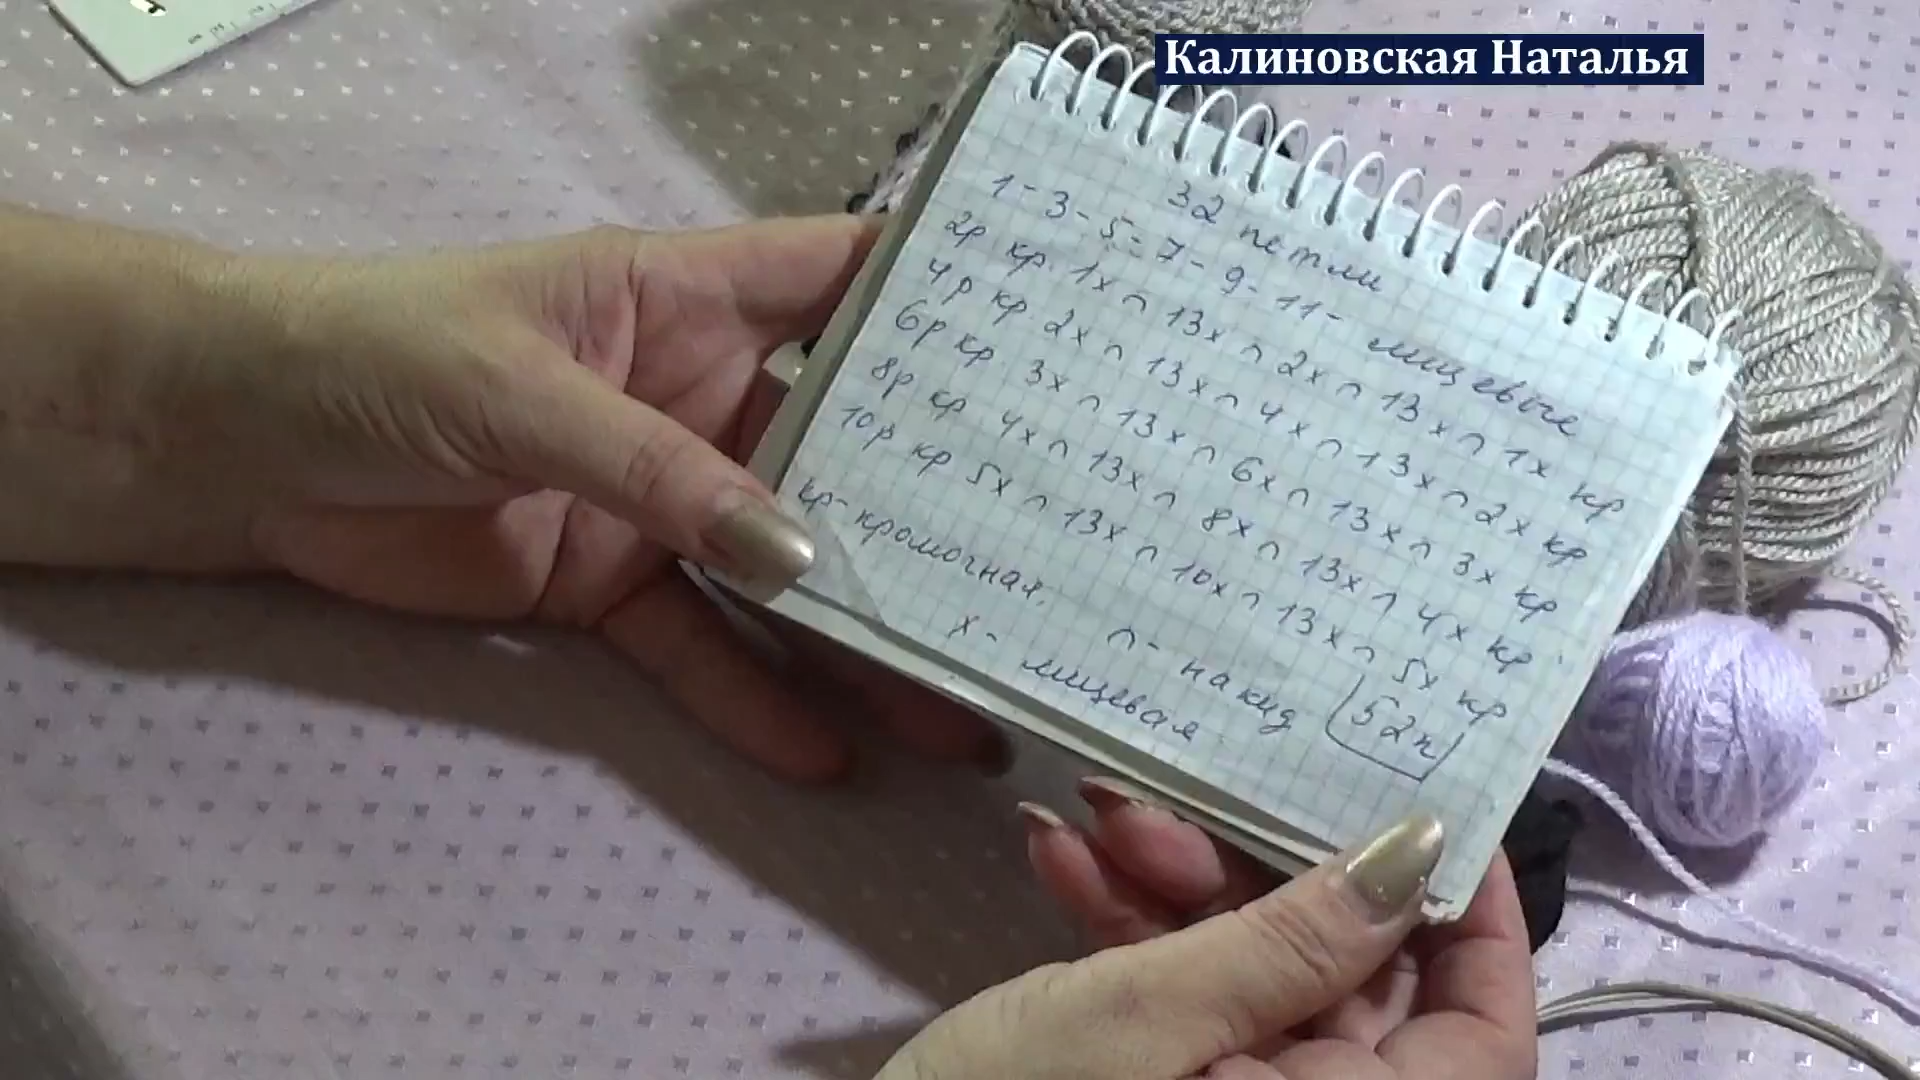 Калиновская Наталья
32 петли
1-3-5-7-9-11- лицевые
2р кр. 1х ∩ 13х ∩ 2х ∩ 13х ∩ 1х кр
4р кр 2х ∩ 13х ∩ 4х ∩ 13х ∩ 2х кр
6р кр. 3х ∩ 13х ∩ 6х ∩ 13х ∩ 3х кр
8р кр 4х ∩ 13х ∩ 8х ∩ 13х ∩ 4х кр
10р кр 5х ∩ 13х ∩ 10х ∩ 13х ∩ 5х кр
кр- кромочная, ∩ - накид 52п
х - лицевая